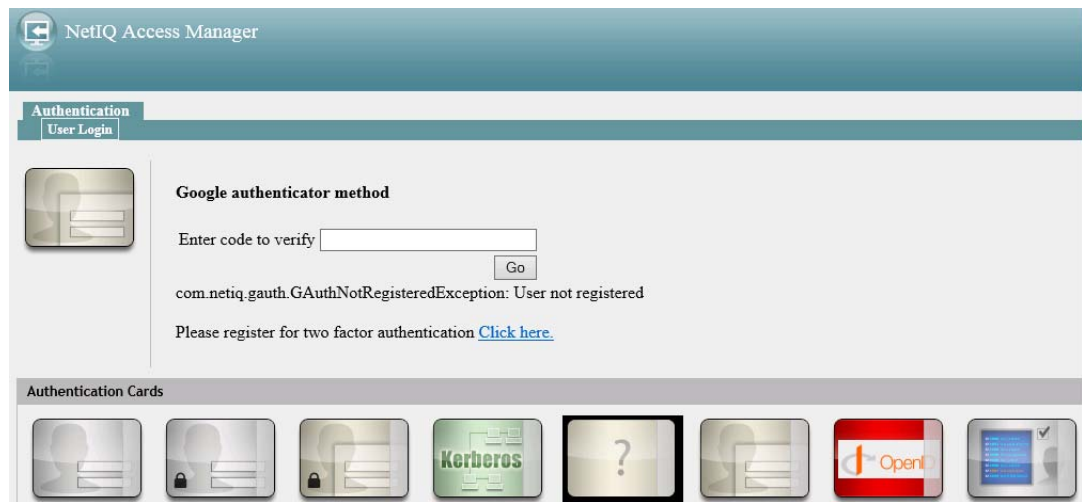 NetIQ Access Manager
Authentication
User Login
Google authenticator method
Enter code to verify
Go
com.netiq.gauth.GAuthNotRegisteredException: User not registered
Please register for two factor authentication Click here.
Authentication Cards
Kerberos
?
OpenID